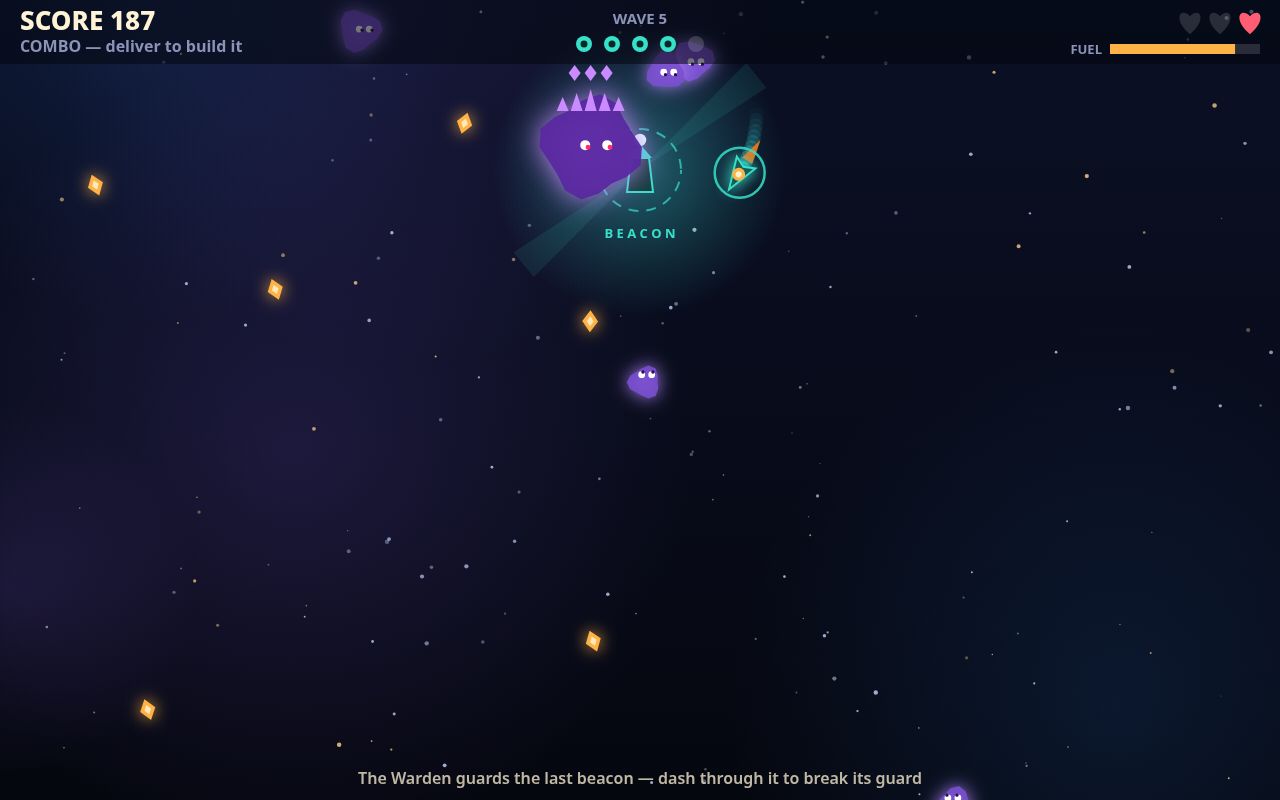 SCORE 187
COMBO — deliver to build it
WAVE 5
FUEL
BEACON
The Warden guards the last beacon — dash through it to break its guard